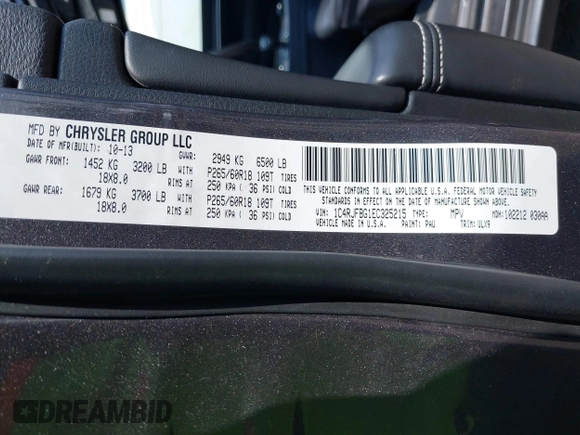 MFD BY CHRYSLER GROUP LLC
DATE OF MFR(BUILT): 10-13 GVWR: 2949 KG 6500 LB
GAWR FRONT: 1452 KG 3200 LB WITH P265/60R18 109T TIRES
18X8.0 RIMS AT 250 KPA ( 36 PSI) COLD
GAWR REAR: 1679 KG 3700 LB WITH P265/60R18 109T TIRES
18X8.0 RIMS AT 250 KPA ( 36 PSI) COLD
THIS VEHICLE CONFORMS TO ALL APPLICABLE U.S.A. FEDERAL MOTOR VEHICLE SAFETY
STANDARDS IN EFFECT ON THE DATE OF MANUFACTURE SHOWN ABOVE.
VIN: 1C4RJFBG1EC325215 TYPE: MPV MDH: 102212 030AA
VEHICLE MADE IN U.S.A. PAINT: PAU TRIM: ULX9
DREAMBID